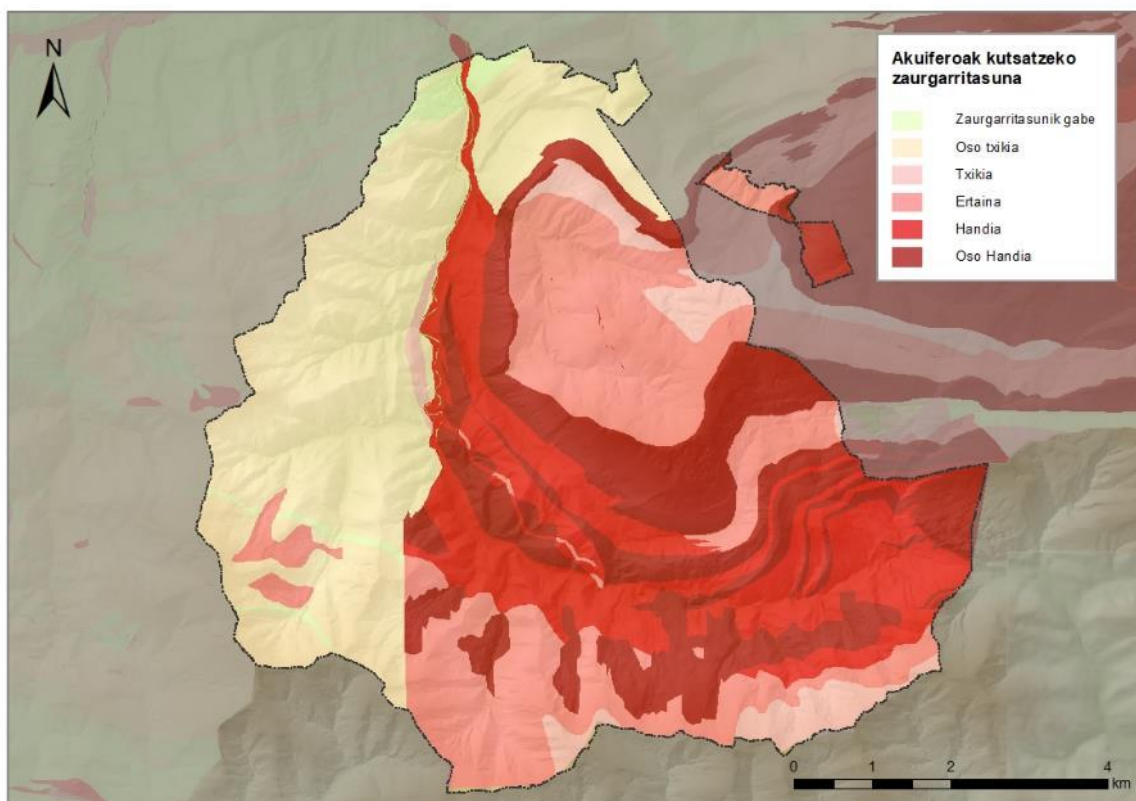 N
Akuiferoak kutsatzeko
zaurgarritasuna
Zaurgarritasunik gabe
Oso txikia
Txikia
Ertaina
Handia
Oso Handia
0 1 2 4
km